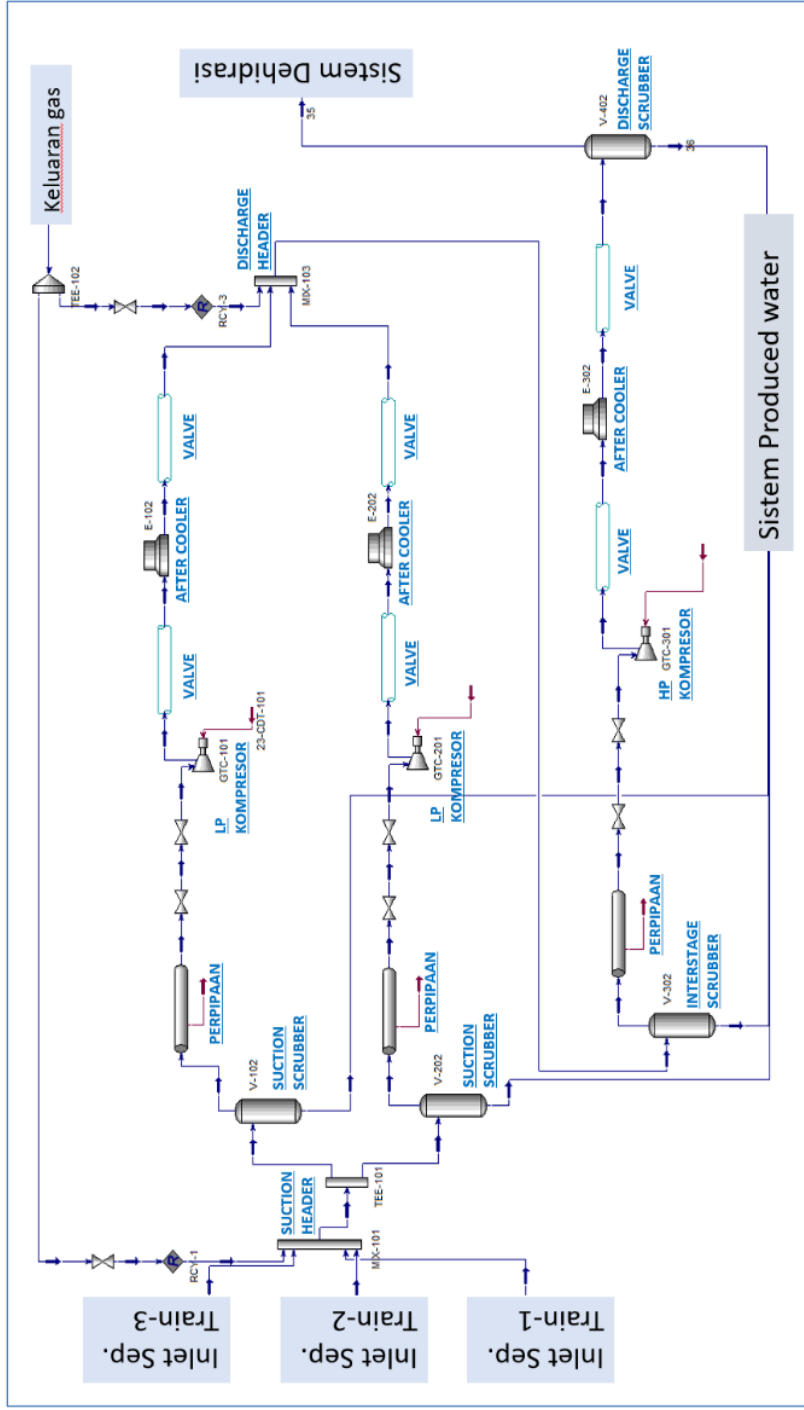 Keluaran gas
Sistem Dehidrasi
TEE-102
RCY-3
DISCHARGE
HEADER
MIX-103
35
V-402
DISCHARGE
SCRUBBER
36
VALVE
E-102
AFTER COOLER
VALVE
GTC-101
23-CDT-101
LP
KOMPRESOR
PERPIPAAN
V-102
SUCTION
SCRUBBER
VALVE
E-202
AFTER COOLER
VALVE
GTC-201
LP
KOMPRESOR
PERPIPAAN
V-202
SUCTION
SCRUBBER
VALVE
E-302
AFTER COOLER
VALVE
GTC-301
HP
KOMPRESOR
PERPIPAAN
V-302
INTERSTAGE
SCRUBBER
SUCTION
HEADER
TEE-101
MIX-101
RCY-1
Inlet Sep.
Train-3
Inlet Sep.
Train-2
Inlet Sep.
Train-1
Sistem Produced water
R
R